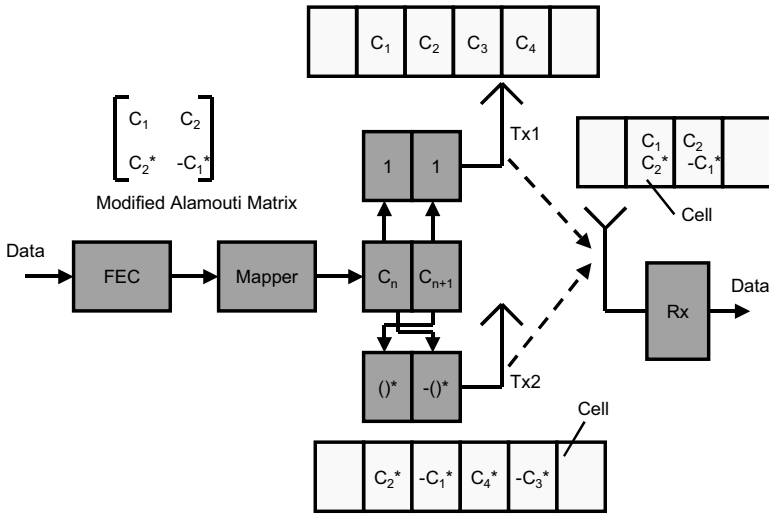 C₁ C₂ C₃ C₄
Tx1
C₁ C₂
C₂* -C₁*
Modified Alamouti Matrix
1 1
C₁ C₂
C₂* -C₁*
Cell
Data
FEC
Mapper
Cₙ Cₙ₊₁
Rx
Data
()* -()*
Tx2
Cell
C₂* -C₁* C₄* -C₃*